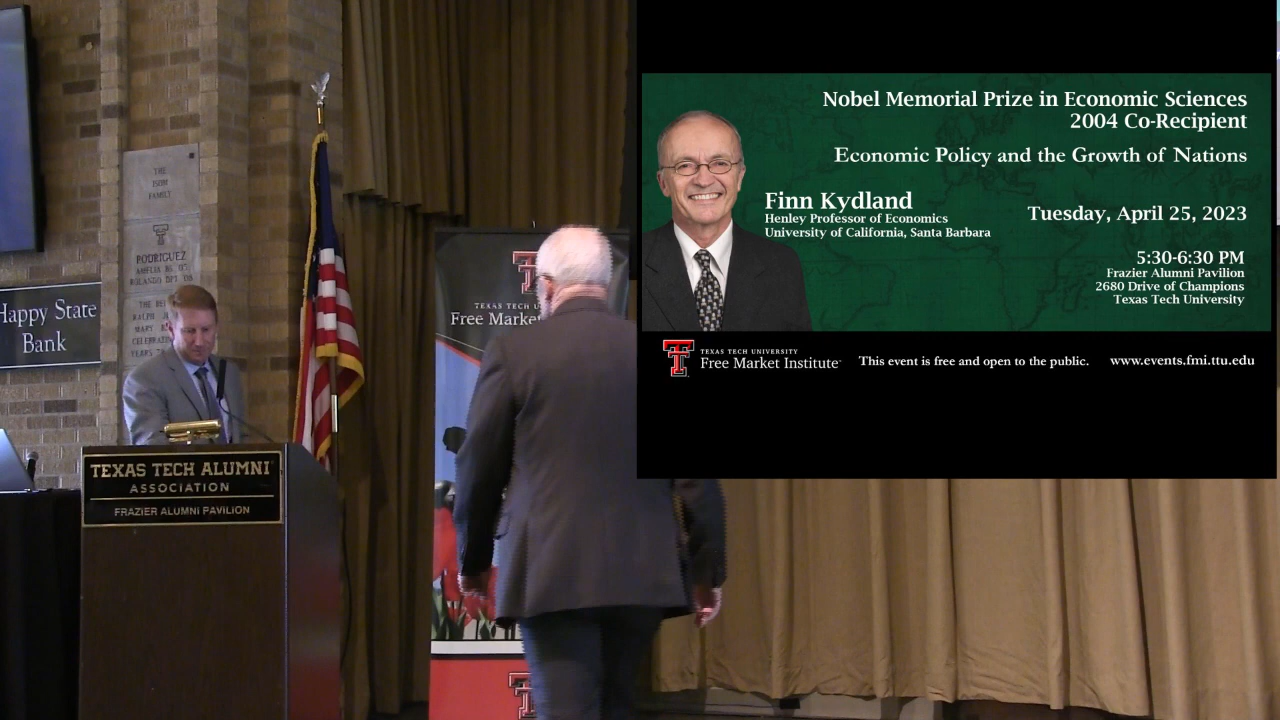 THE
ISOM
FAMILY
RODRIGUEZ
Happy State
Bank
TEXAS TECH ALUMNI
ASSOCIATION
FRAZIER ALUMNI PAVILION
TEXAS TECH U
Free Marke
Nobel Memorial Prize in Economic Sciences
2004 Co-Recipient
Economic Policy and the Growth of Nations
Finn Kydland
Henley Professor of Economics
University of California, Santa Barbara
Tuesday, April 25, 2023
5:30-6:30 PM
Frazier Alumni Pavilion
2680 Drive of Champions
Texas Tech University
TEXAS TECH UNIVERSITY
Free Market Institute
This event is free and open to the public.
www.events.fmi.ttu.edu